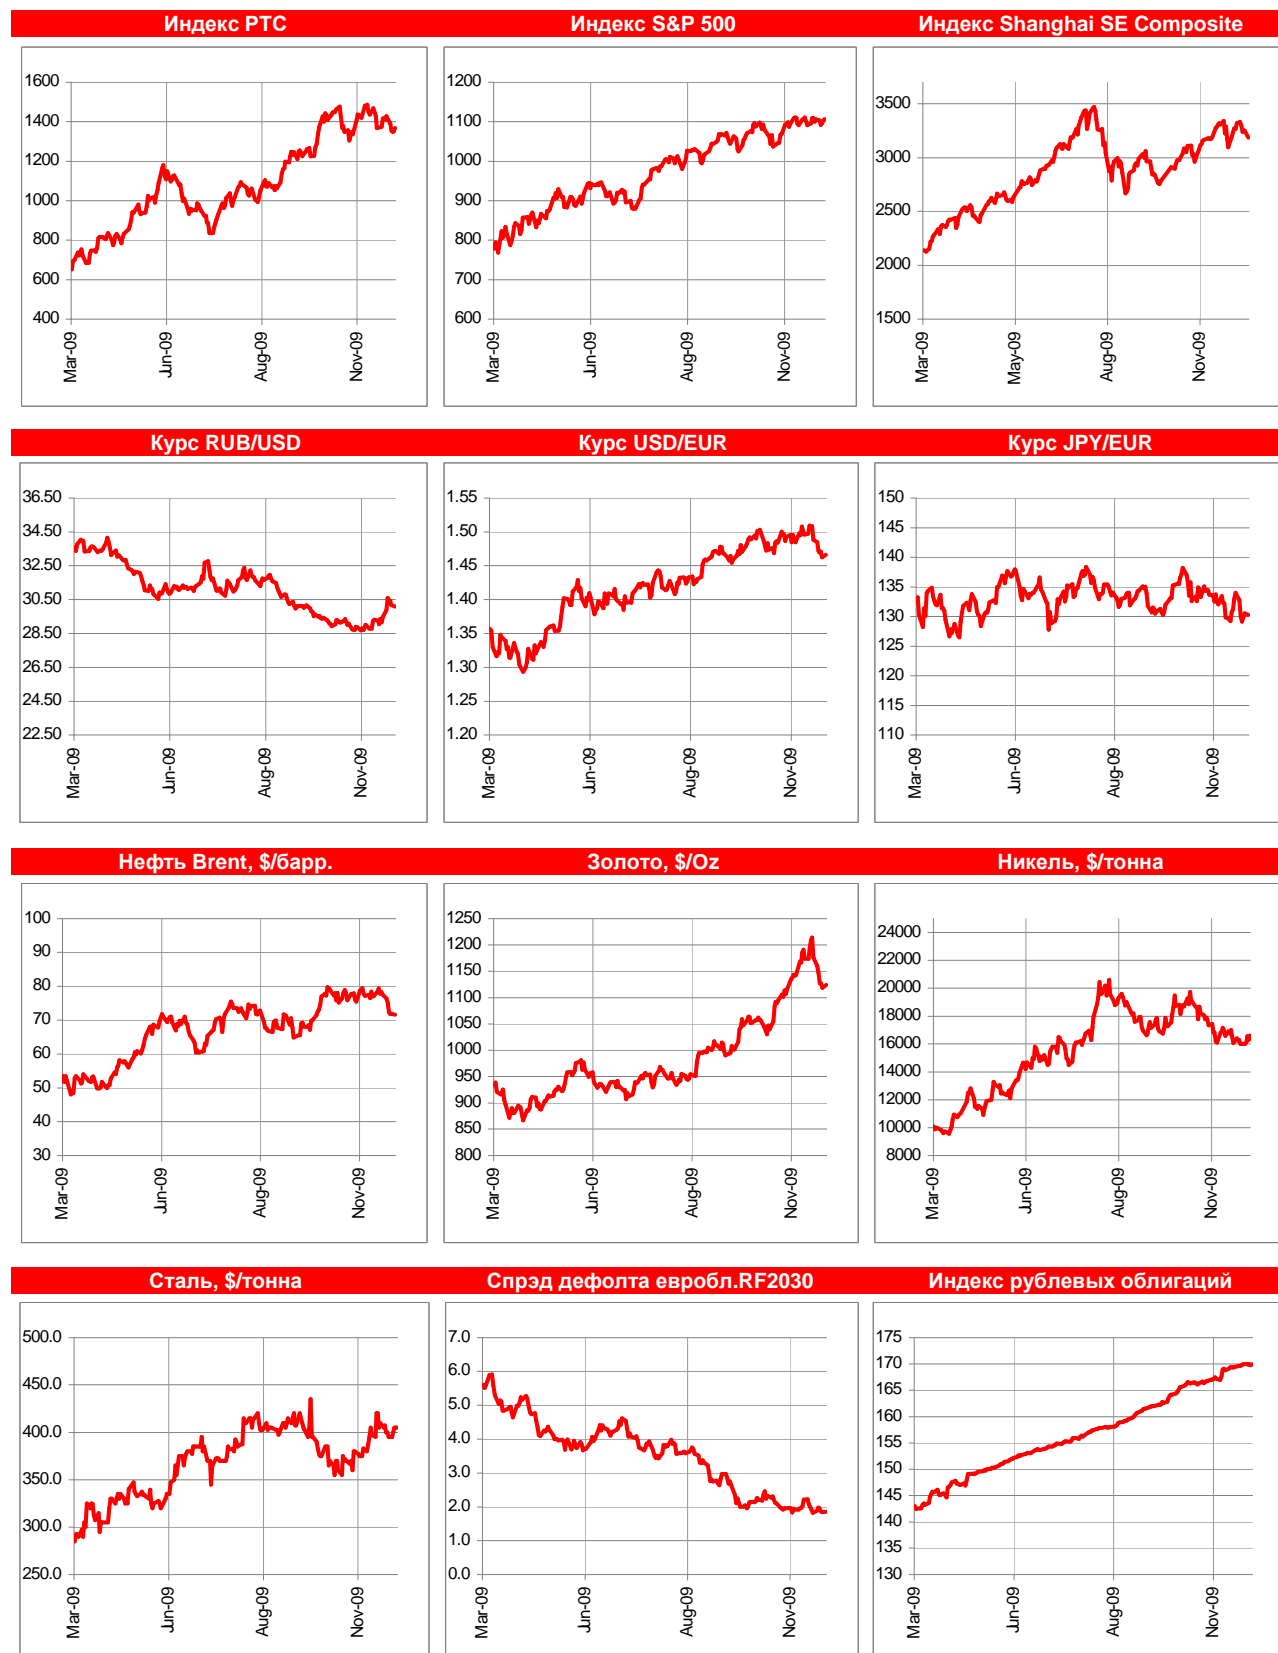 Индекс РТС
1600
1400
1200
1000
800
600
400
Mar-09
Jun-09
Aug-09
Nov-09
Индекс S&P 500
1200
1100
1000
900
800
700
600
Mar-09
Jun-09
Aug-09
Nov-09
Индекс Shanghai SE Composite
3500
3000
2500
2000
1500
Mar-09
May-09
Aug-09
Nov-09
Курс RUB/USD
36.50
34.50
32.50
30.50
28.50
26.50
24.50
22.50
Mar-09
Jun-09
Aug-09
Nov-09
Курс USD/EUR
1.55
1.50
1.45
1.40
1.35
1.30
1.25
1.20
Mar-09
Jun-09
Aug-09
Nov-09
Курс JPY/EUR
150
145
140
135
130
125
120
115
110
Mar-09
Jun-09
Aug-09
Nov-09
Нефть Brent, $/барр.
100
90
80
70
60
50
40
30
Mar-09
Jun-09
Aug-09
Nov-09
Золото, $/Oz
1250
1200
1150
1100
1050
1000
950
900
850
800
Mar-09
Jun-09
Aug-09
Nov-09
Никель, $/тонна
24000
22000
20000
18000
16000
14000
12000
10000
8000
Mar-09
Jun-09
Aug-09
Nov-09
Сталь, $/тонна
500.0
450.0
400.0
350.0
300.0
250.0
Mar-09
Jun-09
Aug-09
Nov-09
Спрэд дефолта евробл.RF2030
7.0
6.0
5.0
4.0
3.0
2.0
1.0
0.0
Mar-09
Jun-09
Aug-09
Nov-09
Индекс рублевых облигаций
175
170
165
160
155
150
145
140
135
130
Mar-09
Jun-09
Aug-09
Nov-09